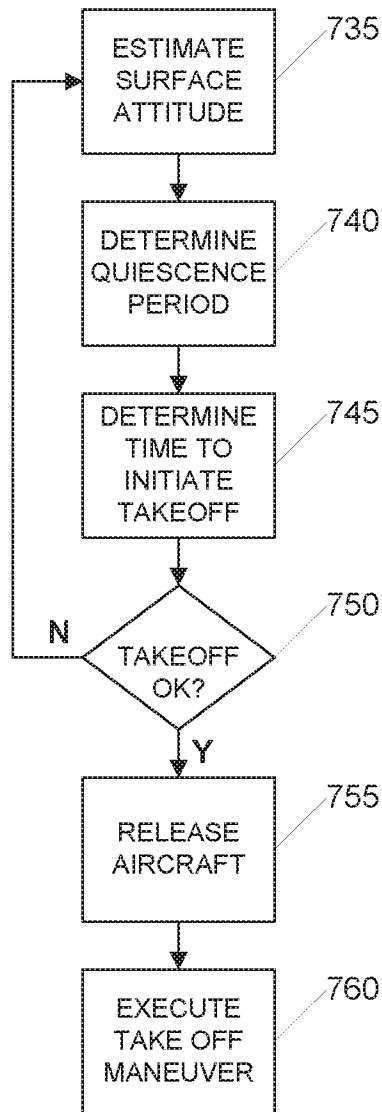 735
ESTIMATE
SURFACE
ATTITUDE
740
DETERMINE
QUIESCENCE
PERIOD
745
DETERMINE
TIME TO
INITIATE
TAKEOFF
750
N
TAKEOFF
OK?
Y
755
RELEASE
AIRCRAFT
760
EXECUTE
TAKE OFF
MANEUVER